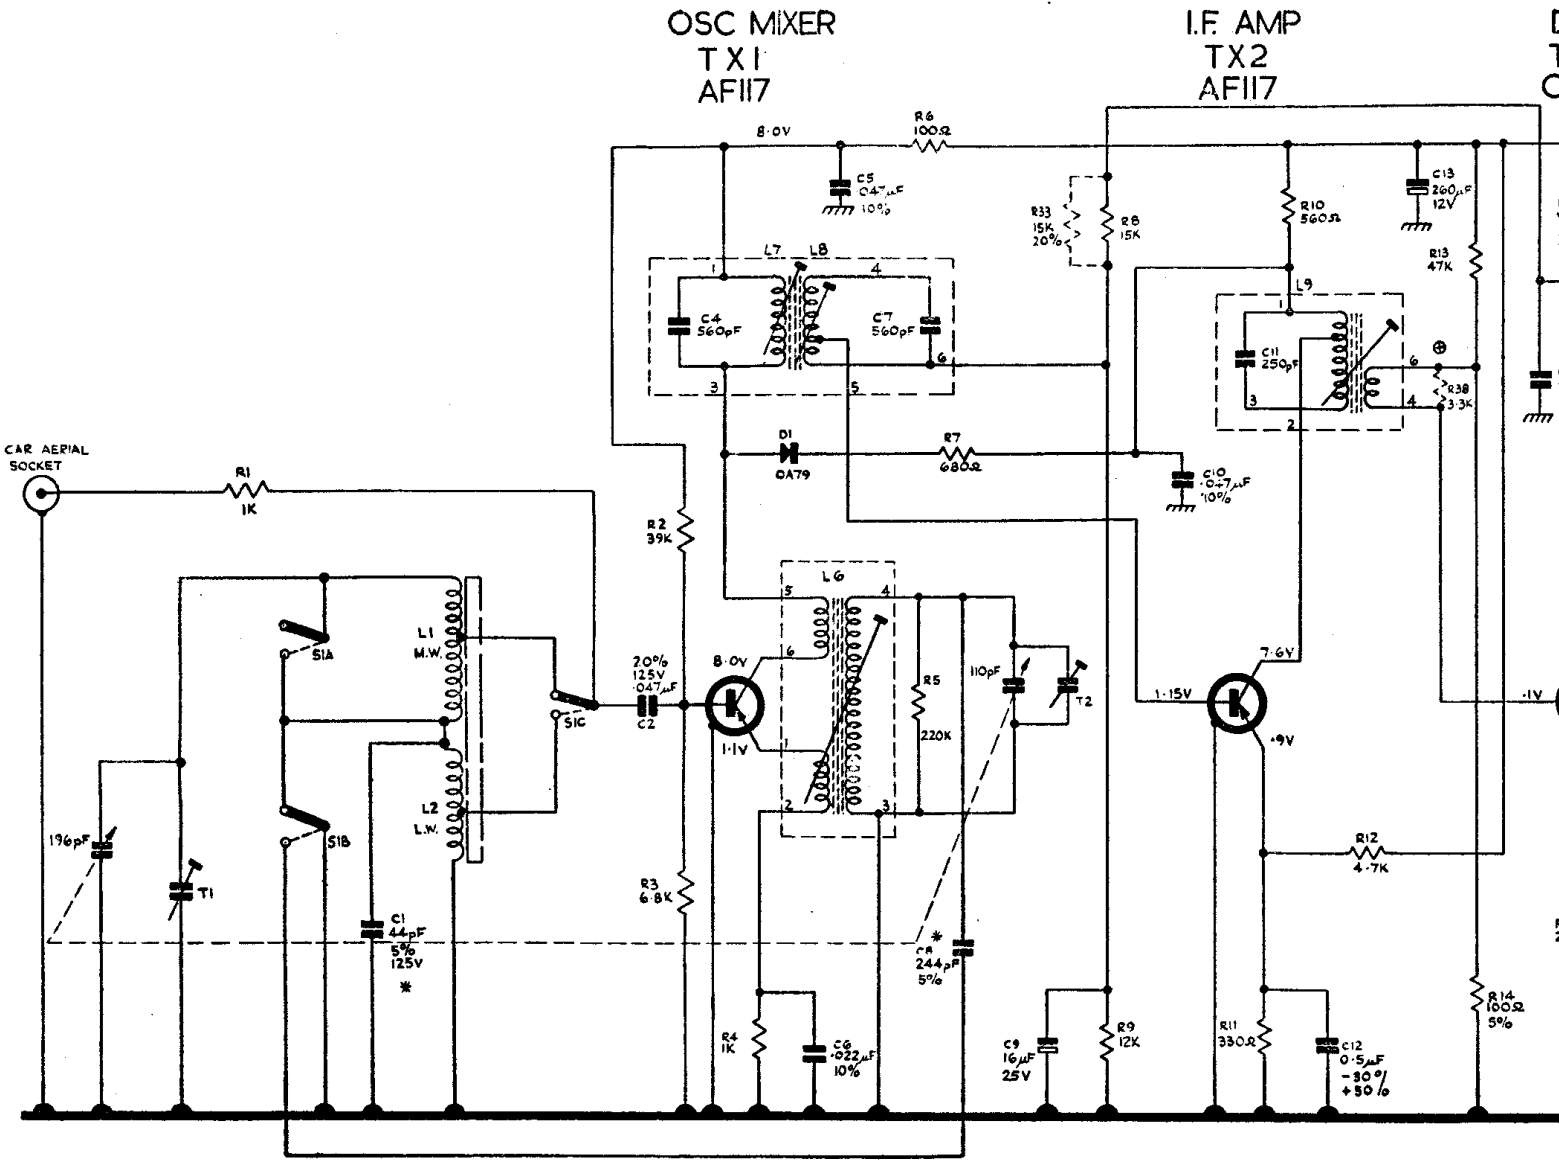 OSC MIXER
TX1
AF117
I.F. AMP
TX2
AF117
8.0V
R6
100Ω
C5
.047µF
10%
R33
15K
20%
R8
15K
R10
560Ω
C13
260µF
12V
R13
47K
L7
L8
1
4
C4
560pF
C7
560pF
3
5
6
L9
1
C11
250pF
3
2
6
4
⊕
R38
3.3K
D1
OA79
R7
680Ω
C10
.047µF
10%
CAR AERIAL
SOCKET
R1
1K
R2
39K
L6
5
4
6
1
2
3
S1A
L1
M.W.
S1C
20%
125V
.047µF
C2
8.0V
1.1V
R5
220K
110pF
T2
7.6V
1.15V
.9V
.1V
L2
L.W.
S1B
196pF
T1
C1
44pF
5%
125V
*
R3
6.8K
R12
4.7K
*
C8
244pF
5%
R4
1K
C6
.022µF
10%
C9
16µF
25V
R9
12K
R11
330Ω
C12
0.5µF
-30%
+50%
R14
100Ω
5%